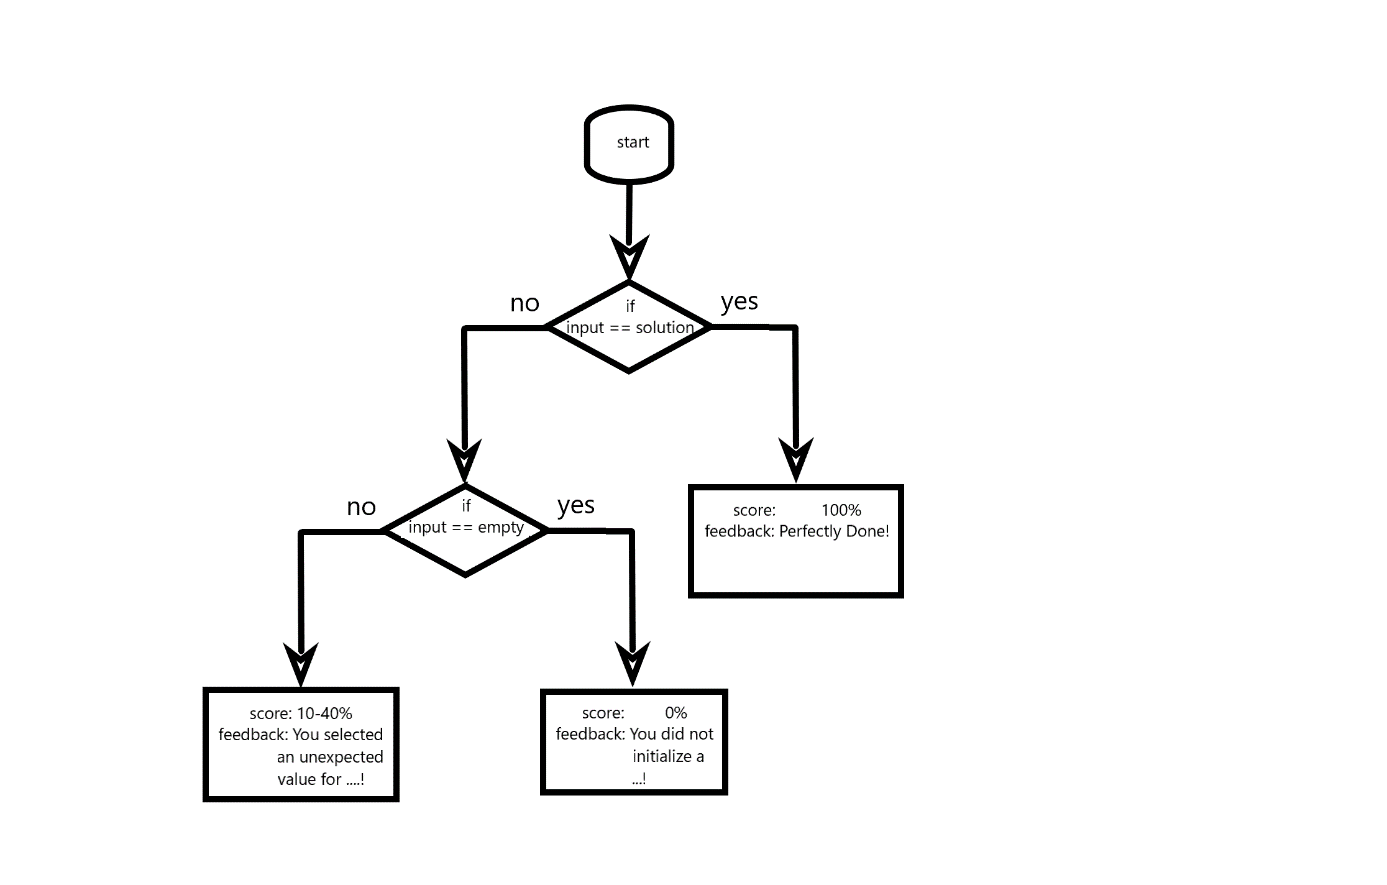 start
no
yes
if
input == solution
no
yes
if
input == empty
score: 100%
feedback: Perfectly Done!
score: 10-40%
feedback: You selected
an unexpected
value for ....!
score: 0%
feedback: You did not
initialize a
...!